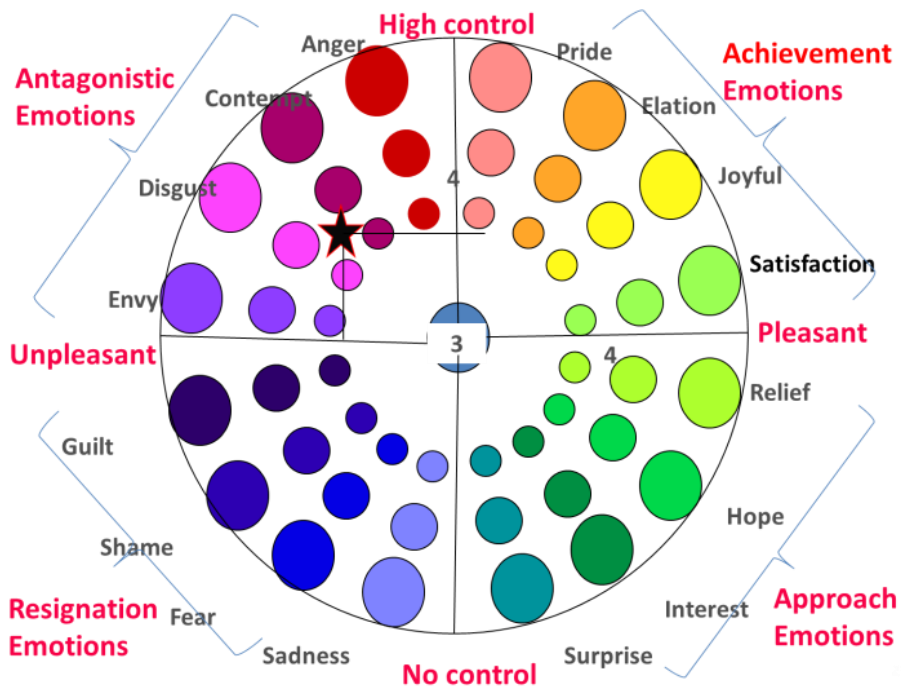 High control
Anger
Pride
Antagonistic
Emotions
Achievement
Emotions
Contempt
Elation
Disgust
4
Joyful
Satisfaction
Envy
Unpleasant
3
4
Pleasant
Relief
Guilt
Hope
Shame
Resignation
Emotions
Fear
Interest
Approach
Emotions
Sadness
No control
Surprise